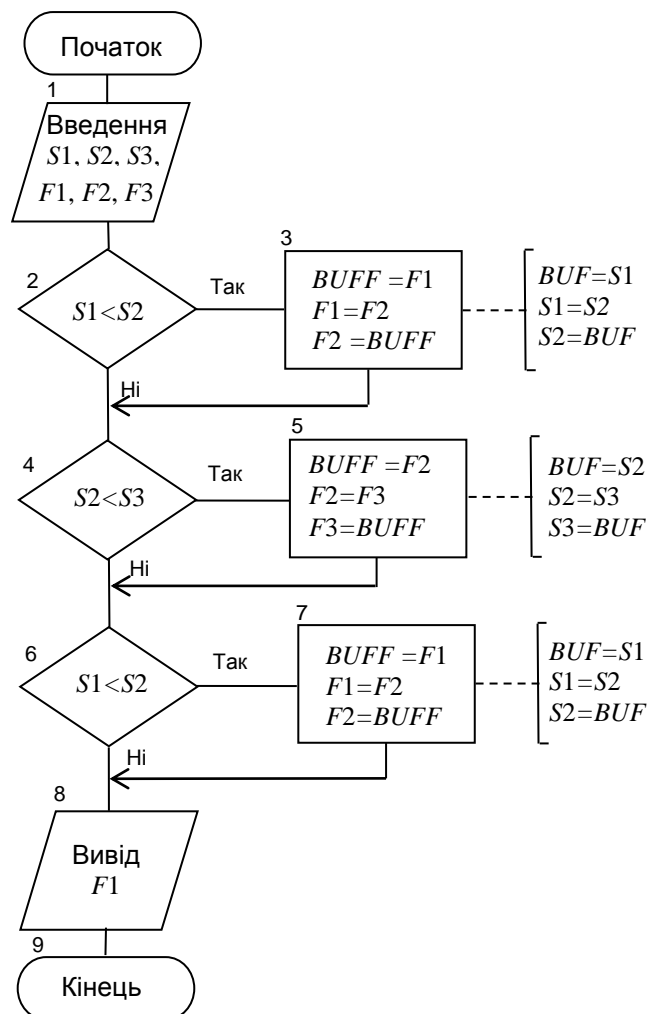 Початок
1
Введення
S1, S2, S3,
F1, F2, F3
2
S1<S2
Так
3
BUFF =F1
F1=F2
F2 =BUFF
BUF=S1
S1=S2
S2=BUF
Ні
4
S2<S3
Так
5
BUFF =F2
F2=F3
F3=BUFF
BUF=S2
S2=S3
S3=BUF
Ні
6
S1<S2
Так
7
BUFF =F1
F1=F2
F2=BUFF
BUF=S1
S1=S2
S2=BUF
Ні
8
Вивід
F1
9
Кінець